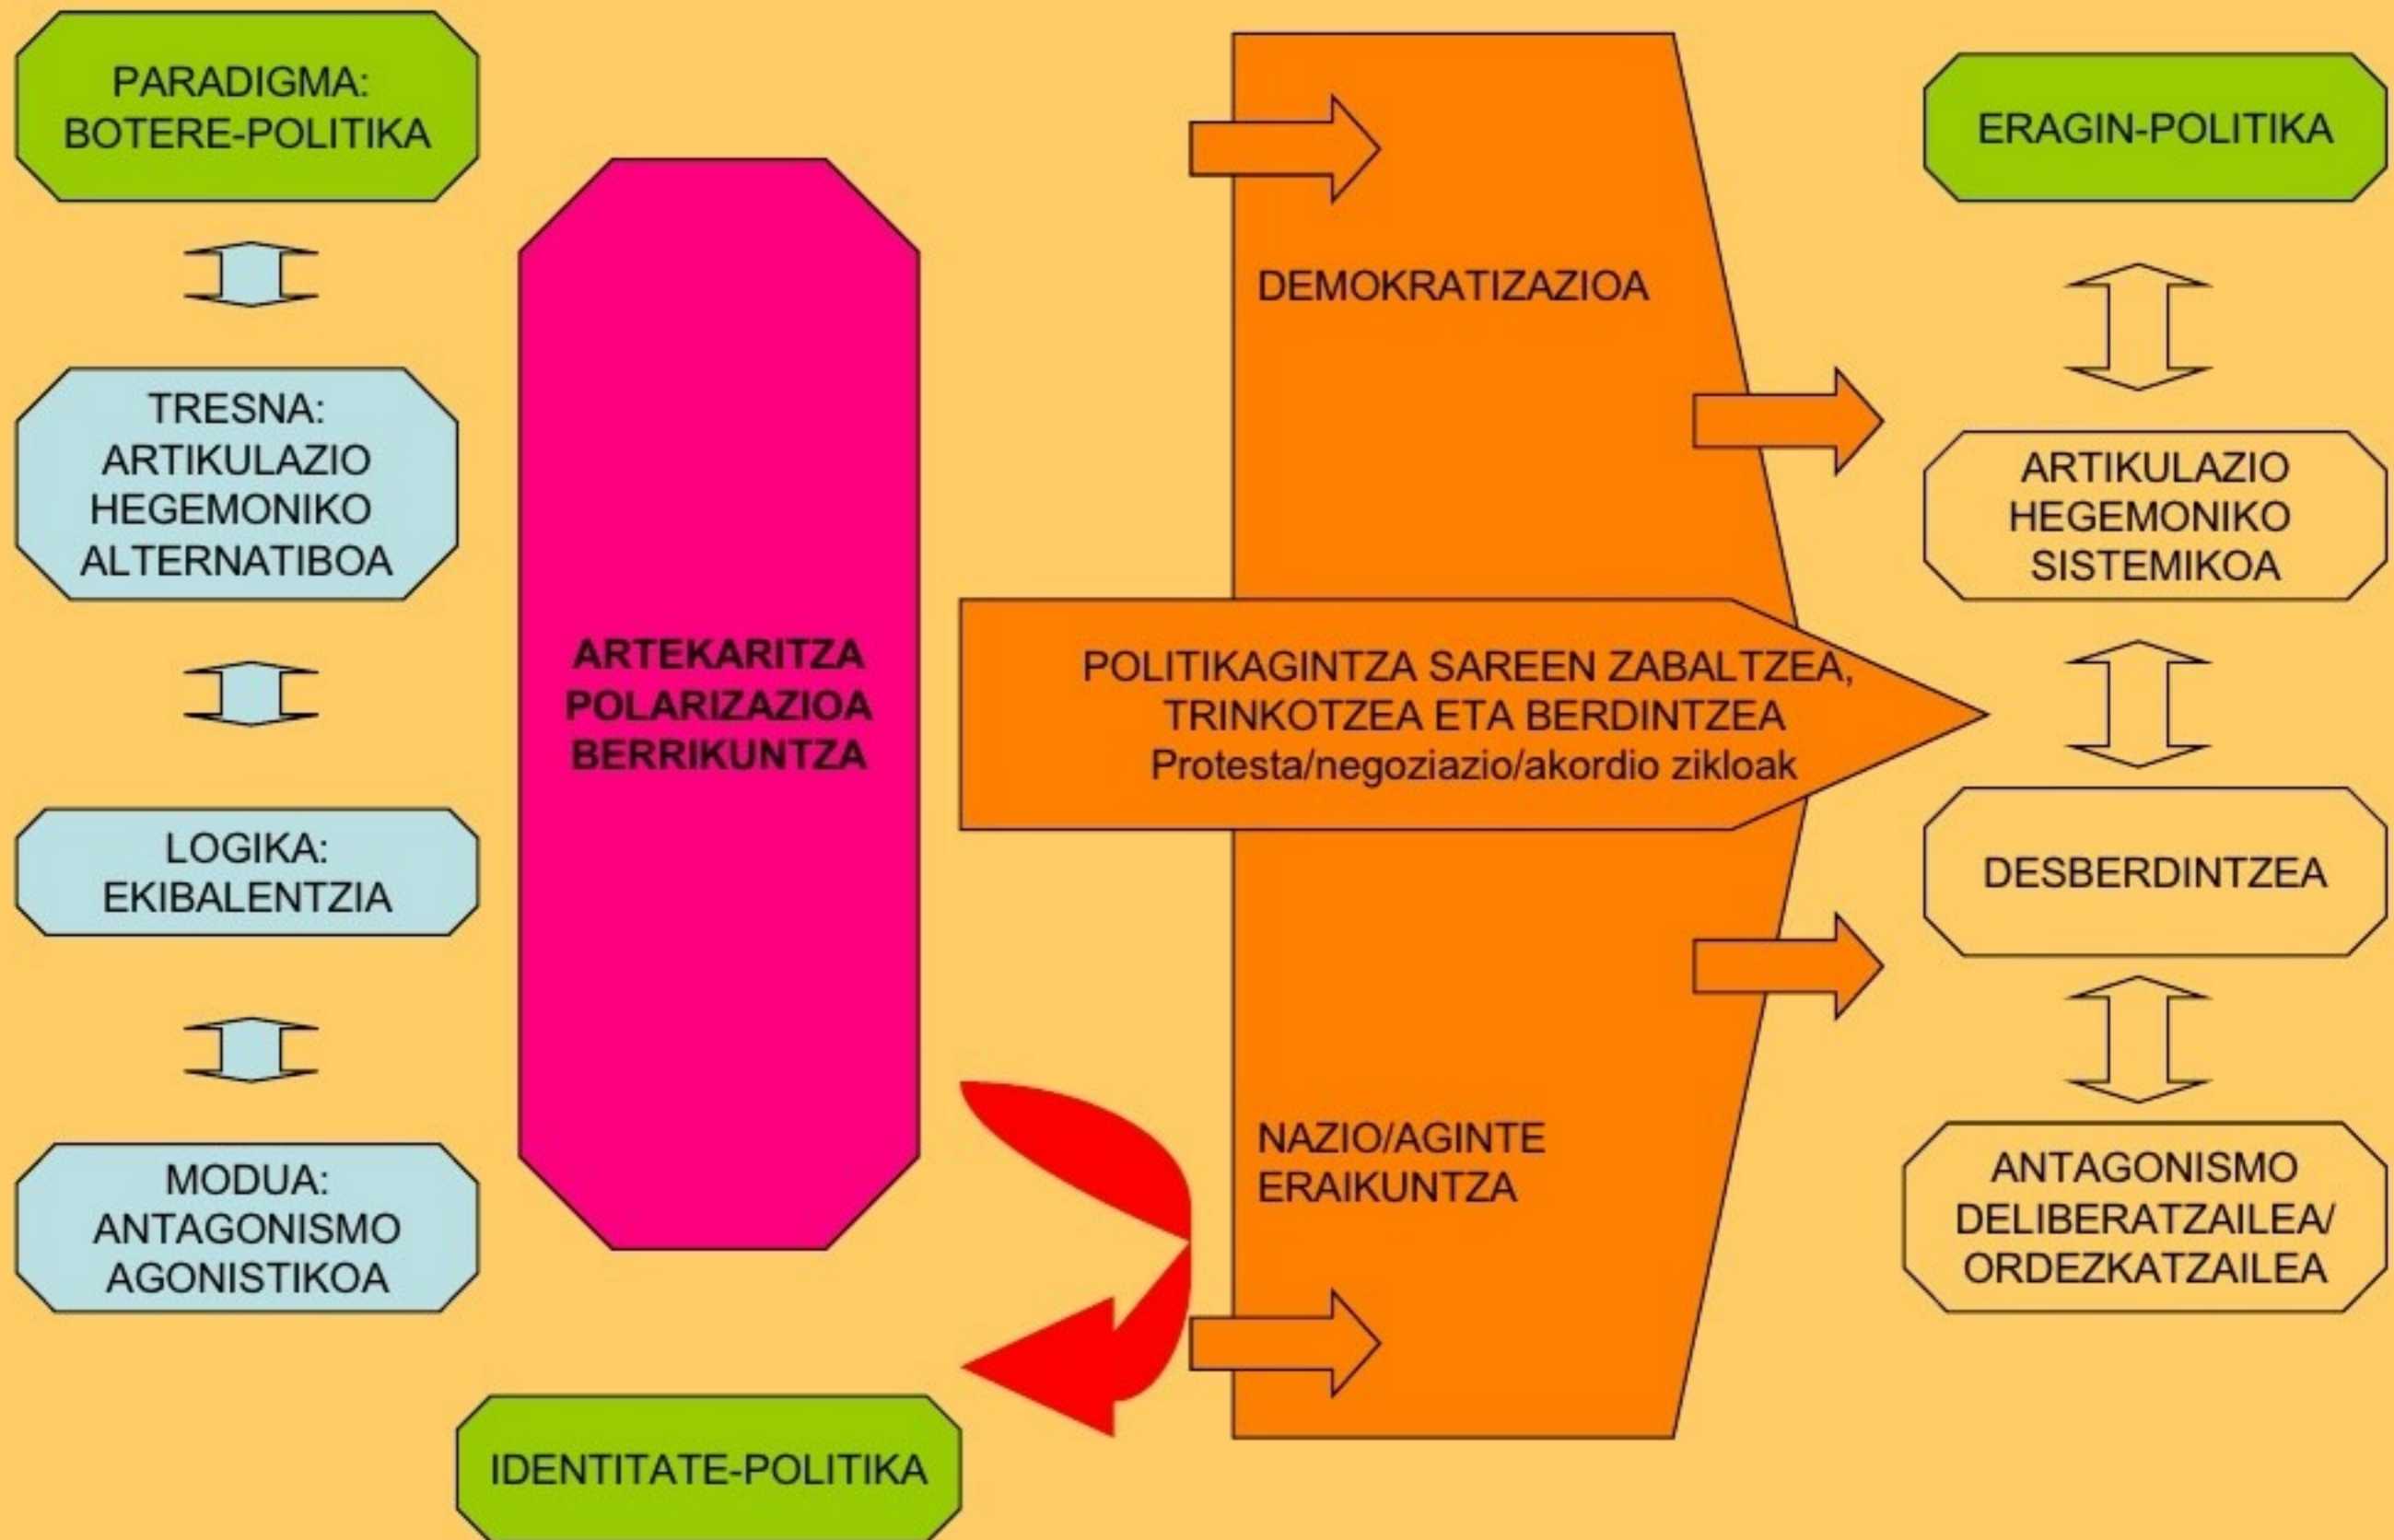 PARADIGMA:
BOTERE-POLITIKA
TRESNA:
ARTIKULAZIO
HEGEMONIKO
ALTERNATIBOA
LOGIKA:
EKIBALENTZIA
MODUA:
ANTAGONISMO
AGONISTIKOA
ARTEKARITZA
POLARIZAZIOA
BERRIKUNTZA
IDENTITATE-POLITIKA
DEMOKRATIZAZIOA
POLITIKAGINTZA SAREEN ZABALTZEA,
TRINKOTZEA ETA BERDINTZEA
Protesta/negoziazio/akordio zikloak
NAZIO/AGINTE
ERAIKUNTZA
ERAGIN-POLITIKA
ARTIKULAZIO
HEGEMONIKO
SISTEMIKOA
DESBERDINTZEA
ANTAGONISMO
DELIBERATZAILEA/
ORDEZKATZAILEA